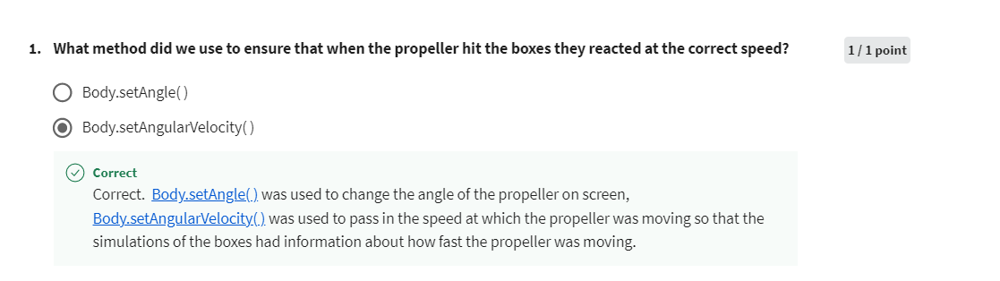 1. What method did we use to ensure that when the propeller hit the boxes they reacted at the correct speed?
1 / 1 point
Body.setAngle()
Body.setAngularVelocity()
Correct
Correct. Body.setAngle() was used to change the angle of the propeller on screen,
Body.setAngularVelocity() was used to pass in the speed at which the propeller was moving so that the
simulations of the boxes had information about how fast the propeller was moving.